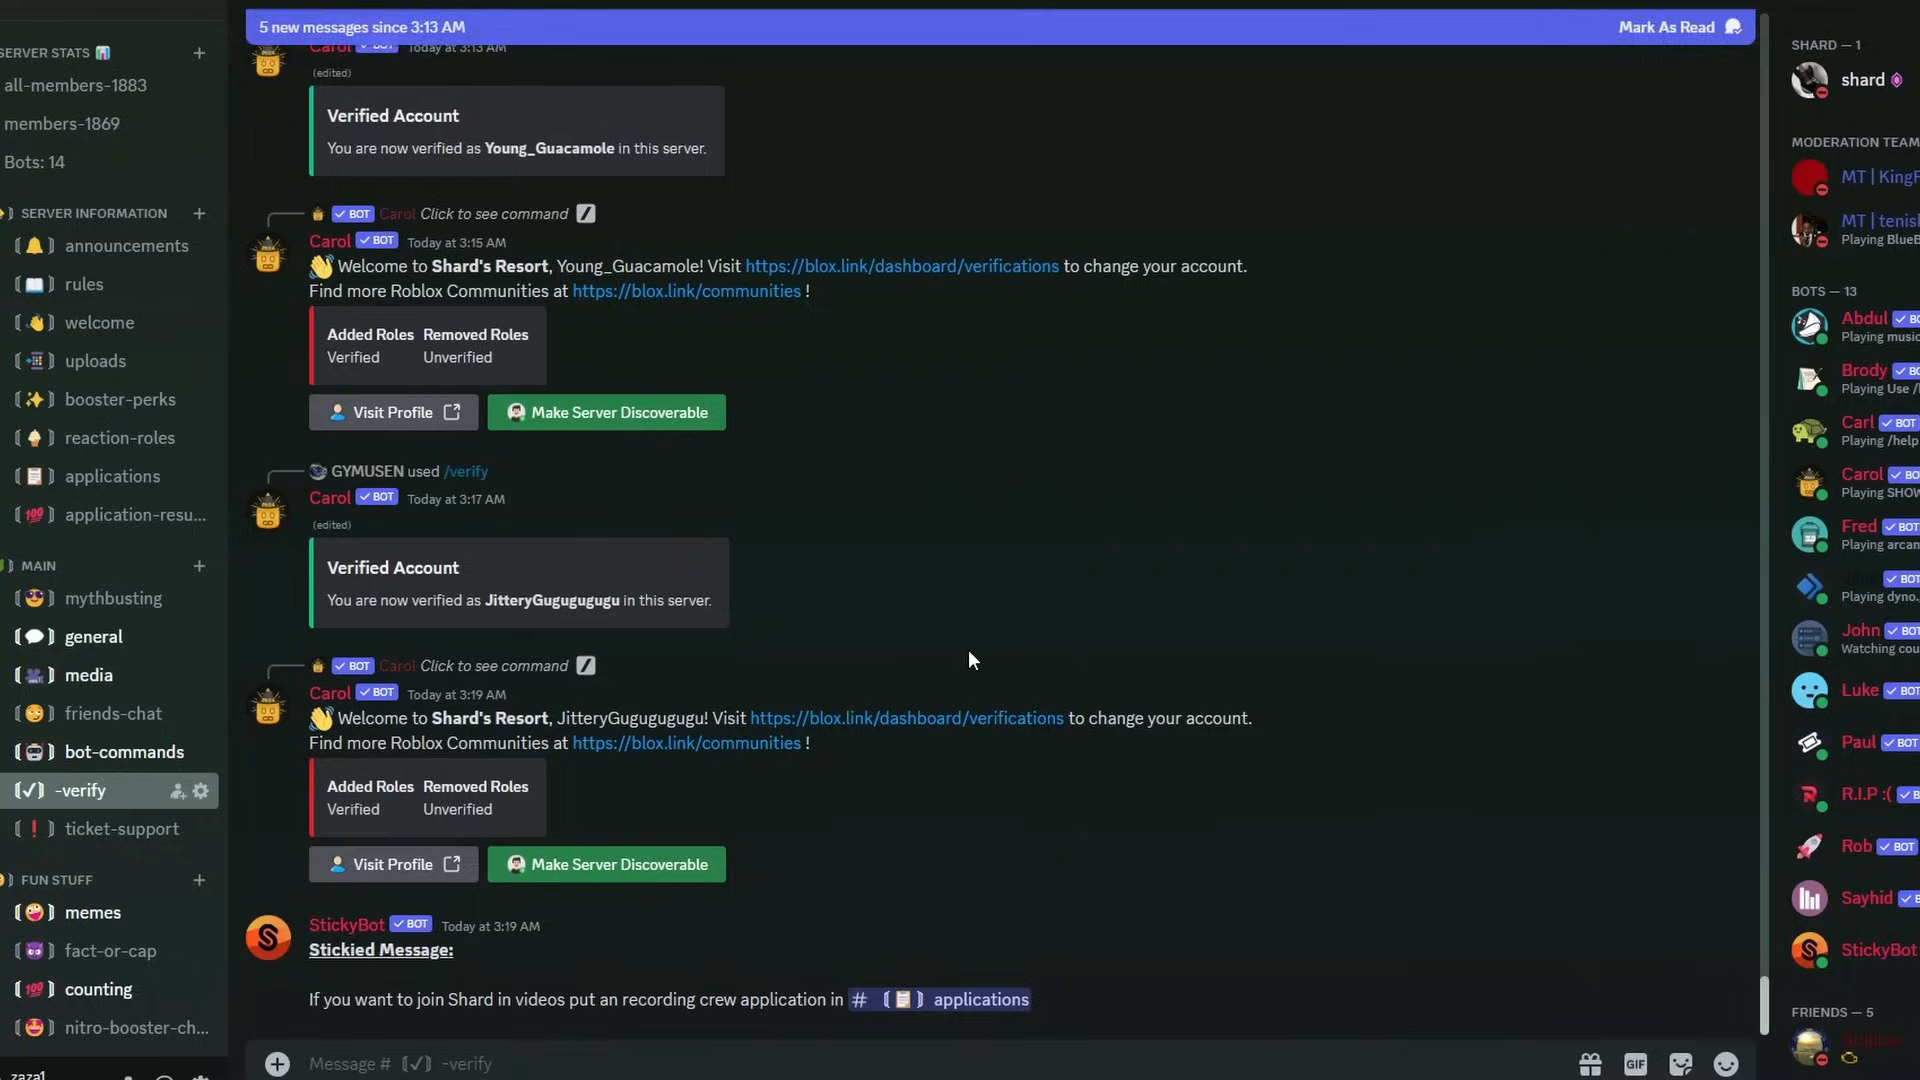 SERVER STATS
all-members-1883
members-1869
Bots: 14
SERVER INFORMATION
announcements
rules
welcome
uploads
booster-perks
reaction-roles
applications
application-resu...
MAIN
mythbusting
general
media
friends-chat
bot-commands
-verify
ticket-support
FUN STUFF
memes
fact-or-cap
counting
nitro-booster-ch...
zaza1
5 new messages since 3:13 AM
Mark As Read
Carol BOT Today at 3:13 AM
(edited)
Verified Account
You are now verified as Young_Guacamole in this server.
BOT Carol Click to see command
Carol BOT Today at 3:15 AM
Welcome to Shard's Resort, Young_Guacamole! Visit https://blox.link/dashboard/verifications to change your account.
Find more Roblox Communities at https://blox.link/communities !
Added Roles Removed Roles
Verified Unverified
Visit Profile Make Server Discoverable
GYMUSEN used /verify
Carol BOT Today at 3:17 AM
(edited)
Verified Account
You are now verified as JitteryGugugugugu in this server.
BOT Carol Click to see command
Carol BOT Today at 3:19 AM
Welcome to Shard's Resort, JitteryGugugugugu! Visit https://blox.link/dashboard/verifications to change your account.
Find more Roblox Communities at https://blox.link/communities !
Added Roles Removed Roles
Verified Unverified
Visit Profile Make Server Discoverable
StickyBot BOT Today at 3:19 AM
Stickied Message:
If you want to join Shard in videos put an recording crew application in # applications
Message # -verify
GIF
SHARD — 1
shard
MODERATION TEAM
MT | KingF
MT | tenish
Playing BlueB
BOTS — 13
Abdul BO
Playing music
Brody BO
Playing Use /
Carl BOT
Playing /help
Carol BO
Playing SHOW
Fred BOT
Playing arcan
BOT
Playing dyno.
John BOT
Watching cou
Luke BOT
Paul BOT
R.I.P :( B
Rob BOT
Sayhid
StickyBot
FRIENDS — 5